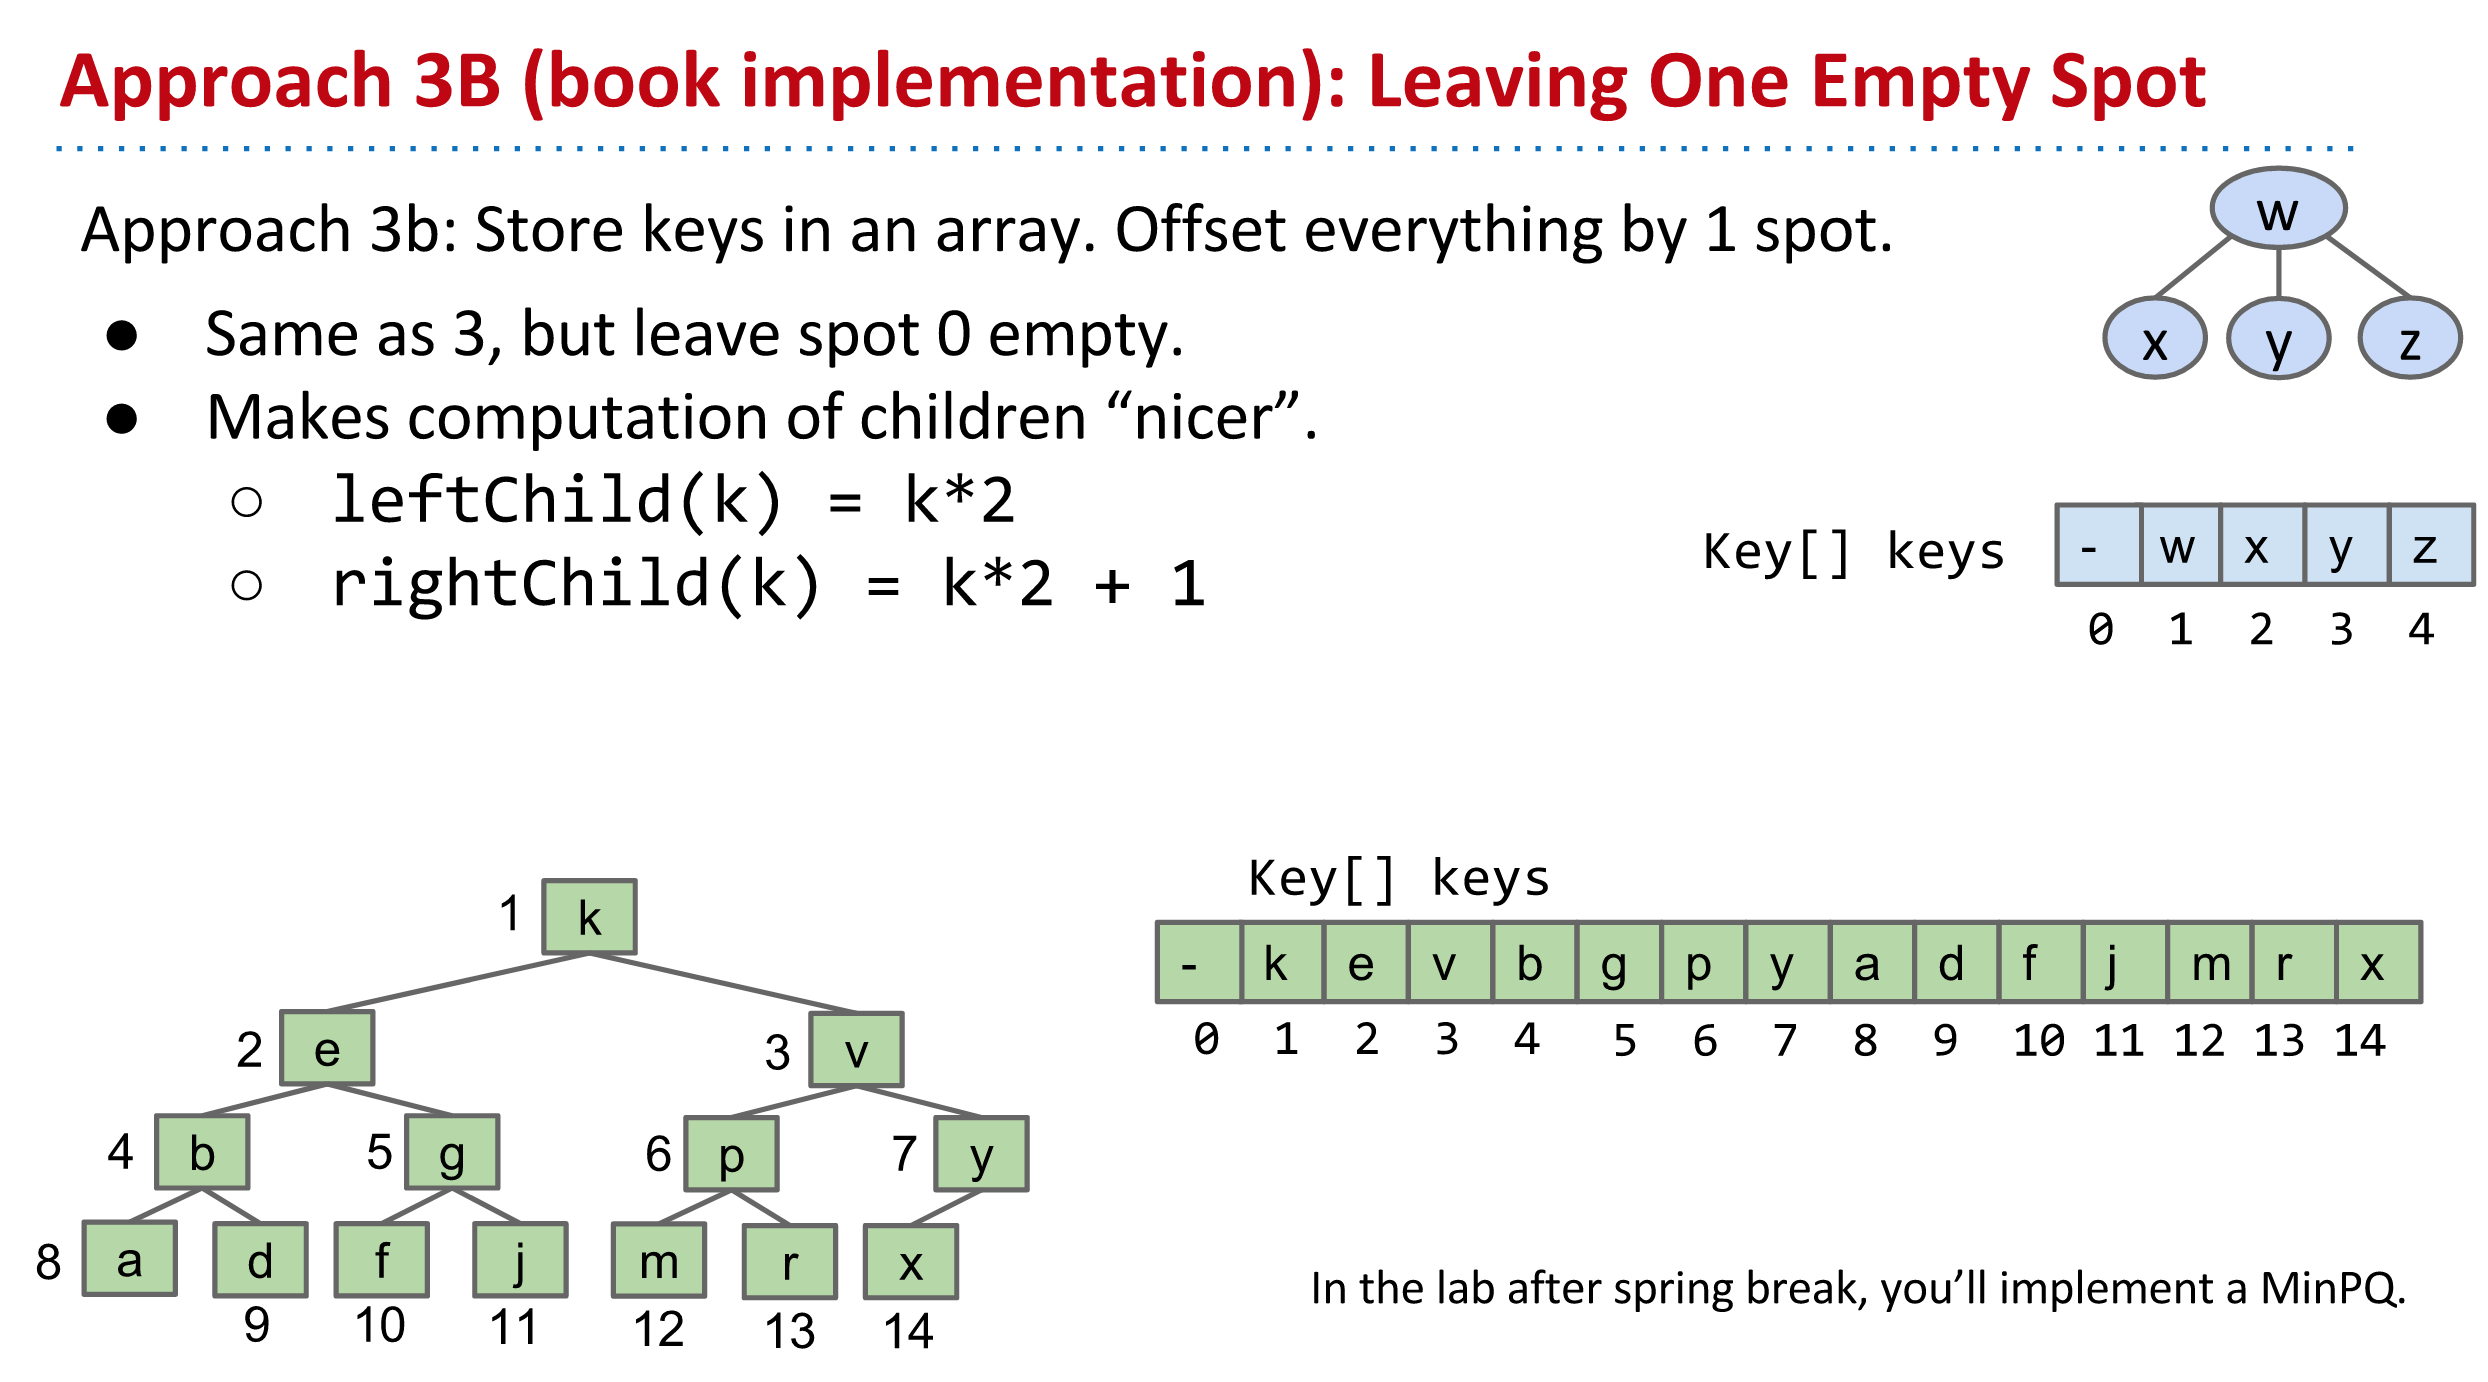 Approach 3B (book implementation): Leaving One Empty Spot
Approach 3b: Store keys in an array. Offset everything by 1 spot.
● Same as 3, but leave spot 0 empty.
● Makes computation of children “nicer”.
○ leftChild(k) = k*2
○ rightChild(k) = k*2 + 1
w
x y z
Key[] keys - w x y z
0 1 2 3 4
1 k
2 e 3 v
4 b 5 g 6 p 7 y
8 a d f j m r x
9 10 11 12 13 14
Key[] keys
- k e v b g p y a d f j m r x
0 1 2 3 4 5 6 7 8 9 10 11 12 13 14
In the lab after spring break, you’ll implement a MinPQ.